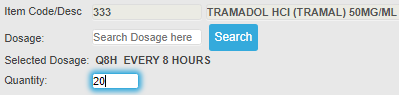 Item Code/Desc 333 TRAMADOL HCl (TRAMAL) 50MG/ML
Dosage: Search Dosage here Search
Selected Dosage: Q8H EVERY 8 HOURS
Quantity: 20